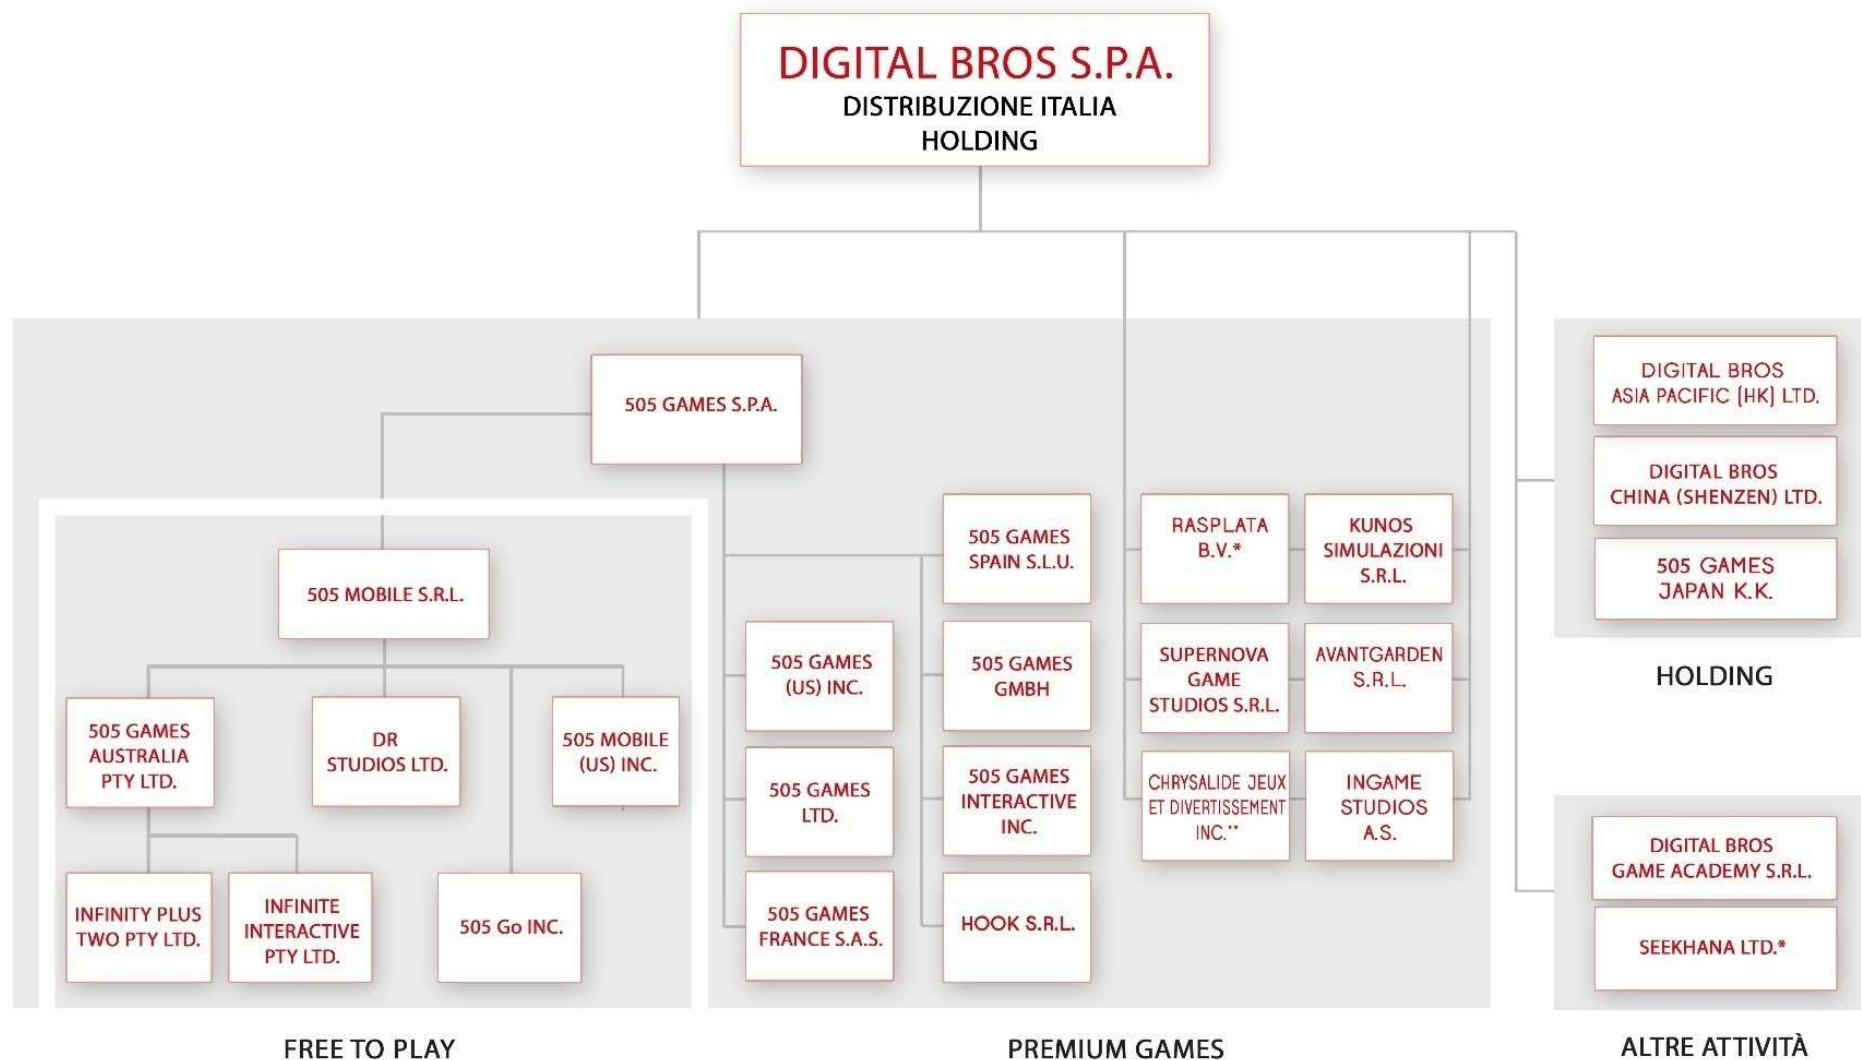 DIGITAL BROS S.P.A.
DISTRIBUZIONE ITALIA
HOLDING
505 GAMES S.P.A.
505 MOBILE S.R.L.
505 GAMES
AUSTRALIA
PTY LTD.
DR
STUDIOS LTD.
505 MOBILE
(US) INC.
INFINITY PLUS
TWO PTY LTD.
INFINITE
INTERACTIVE
PTY LTD.
505 Go INC.
FREE TO PLAY
505 GAMES
(US) INC.
505 GAMES
LTD.
505 GAMES
FRANCE S.A.S.
505 GAMES
SPAIN S.L.U.
505 GAMES
GMBH
505 GAMES
INTERACTIVE
INC.
HOOK S.R.L.
RASPLATA
B.V.*
KUNOS
SIMULAZIONI
S.R.L.
SUPERNOVA
GAME
STUDIOS S.R.L.
AVANTGARDEN
S.R.L.
CHRYSALIDE JEUX
ET DIVERTISSEMENT
INC.**
INGAME
STUDIOS
A.S.
PREMIUM GAMES
DIGITAL BROS
ASIA PACIFIC (HK) LTD.
DIGITAL BROS
CHINA (SHENZEN) LTD.
505 GAMES
JAPAN K.K.
HOLDING
DIGITAL BROS
GAME ACADEMY S.R.L.
SEEKHANA LTD.*
ALTRE ATTIVITÀ